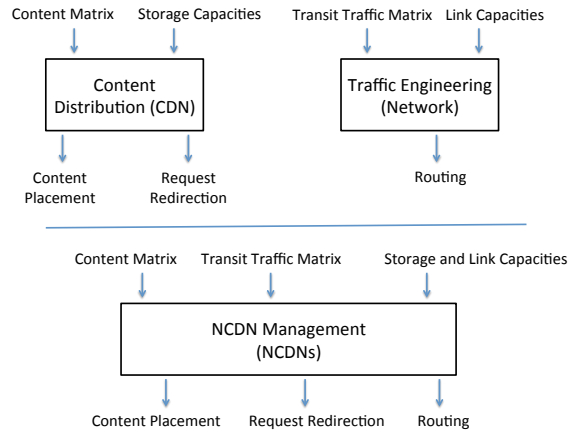 Content Matrix
Storage Capacities
Transit Traffic Matrix
Link Capacities
Content
Distribution (CDN)
Traffic Engineering
(Network)
Content
Placement
Request
Redirection
Routing
Content Matrix
Transit Traffic Matrix
Storage and Link Capacities
NCDN Management
(NCDNs)
Content Placement
Request Redirection
Routing